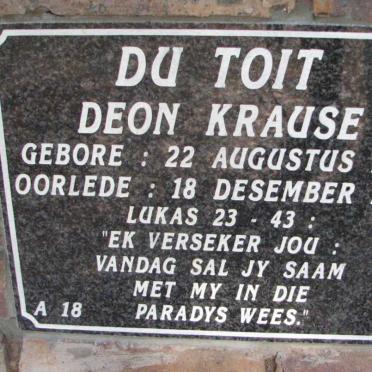 DU TOIT
DEON KRAUSE
GEBORE : 22 AUGUSTUS
OORLEDE : 18 DESEMBER
LUKAS 23 - 43 :
"EK VERSEKER JOU :
VANDAG SAL JY SAAM
MET MY IN DIE
A 18 PARADYS WEES."